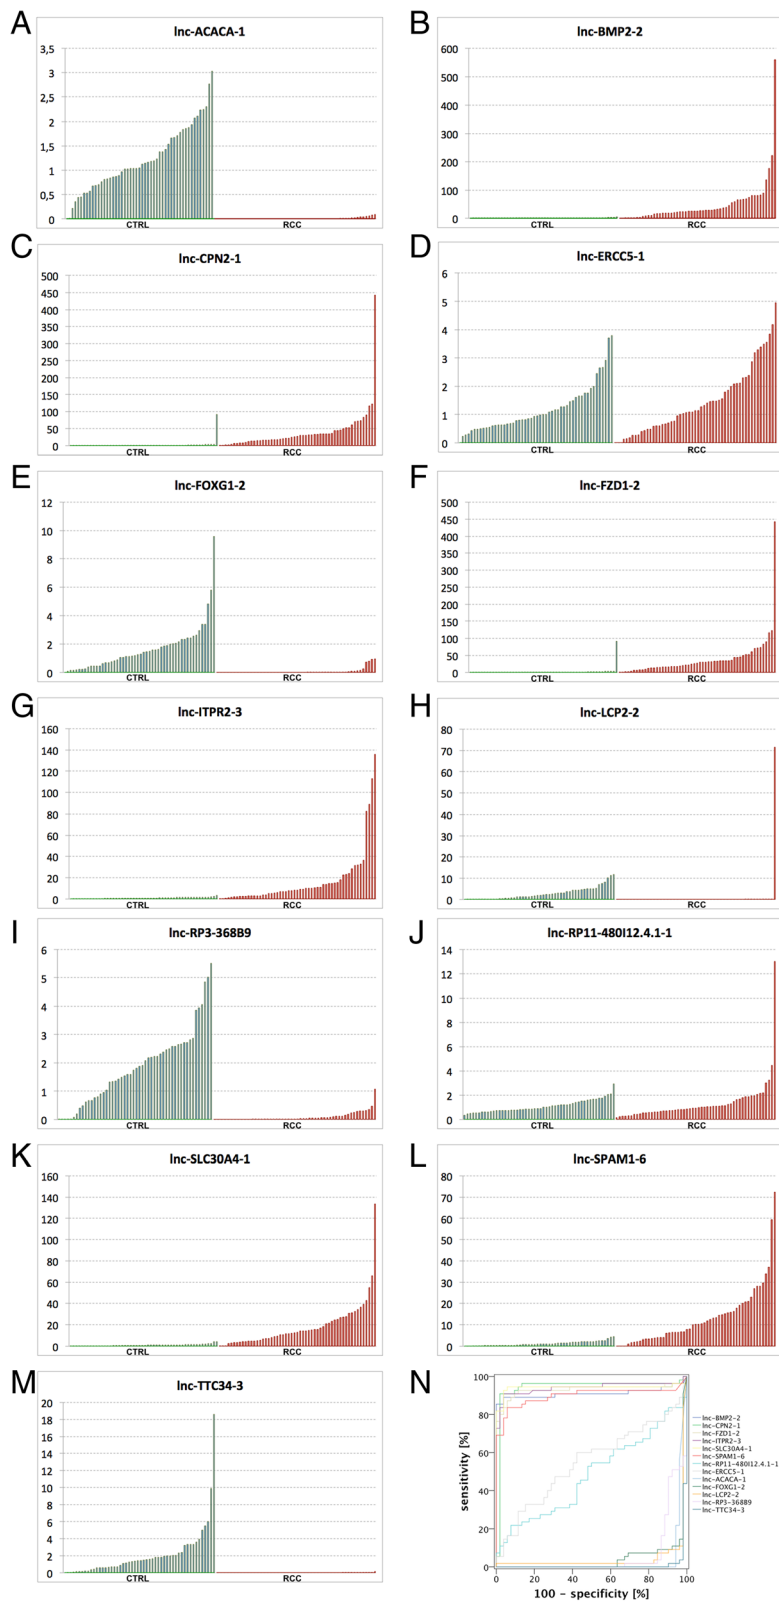 A
lnc-ACACA-1
3,5
3
2,5
2
1,5
1
0,5
0
CTRL RCC
B
lnc-BMP2-2
600
500
400
300
200
100
0
CTRL RCC
C
lnc-CPN2-1
500
450
400
350
300
250
200
150
100
50
0
CTRL RCC
D
lnc-ERCC5-1
6
5
4
3
2
1
0
CTRL RCC
E
lnc-FOXG1-2
12
10
8
6
4
2
0
CTRL RCC
F
lnc-FZD1-2
500
450
400
350
300
250
200
150
100
50
0
CTRL RCC
G
lnc-ITPR2-3
160
140
120
100
80
60
40
20
0
CTRL RCC
H
lnc-LCP2-2
80
70
60
50
40
30
20
10
0
CTRL RCC
I
lnc-RP3-368B9
6
5
4
3
2
1
0
CTRL RCC
J
lnc-RP11-480I12.4.1-1
14
12
10
8
6
4
2
0
CTRL RCC
K
lnc-SLC30A4-1
160
140
120
100
80
60
40
20
0
CTRL RCC
L
lnc-SPAM1-6
80
70
60
50
40
30
20
10
0
CTRL RCC
M
lnc-TTC34-3
20
18
16
14
12
10
8
6
4
2
0
CTRL RCC
N
sensitivity [%]
100
80
60
40
20
0
0 20 40 60 80 100
100 - specificity [%]
lnc-BMP2-2
lnc-CPN2-1
lnc-FZD1-2
lnc-ITPR2-3
lnc-SLC30A4-1
lnc-SPAM1-6
lnc-RP11-480I12.4.1-1
lnc-ERCC5-1
lnc-ACACA-1
lnc-FOXG1-2
lnc-LCP2-2
lnc-RP3-368B9
lnc-TTC34-3